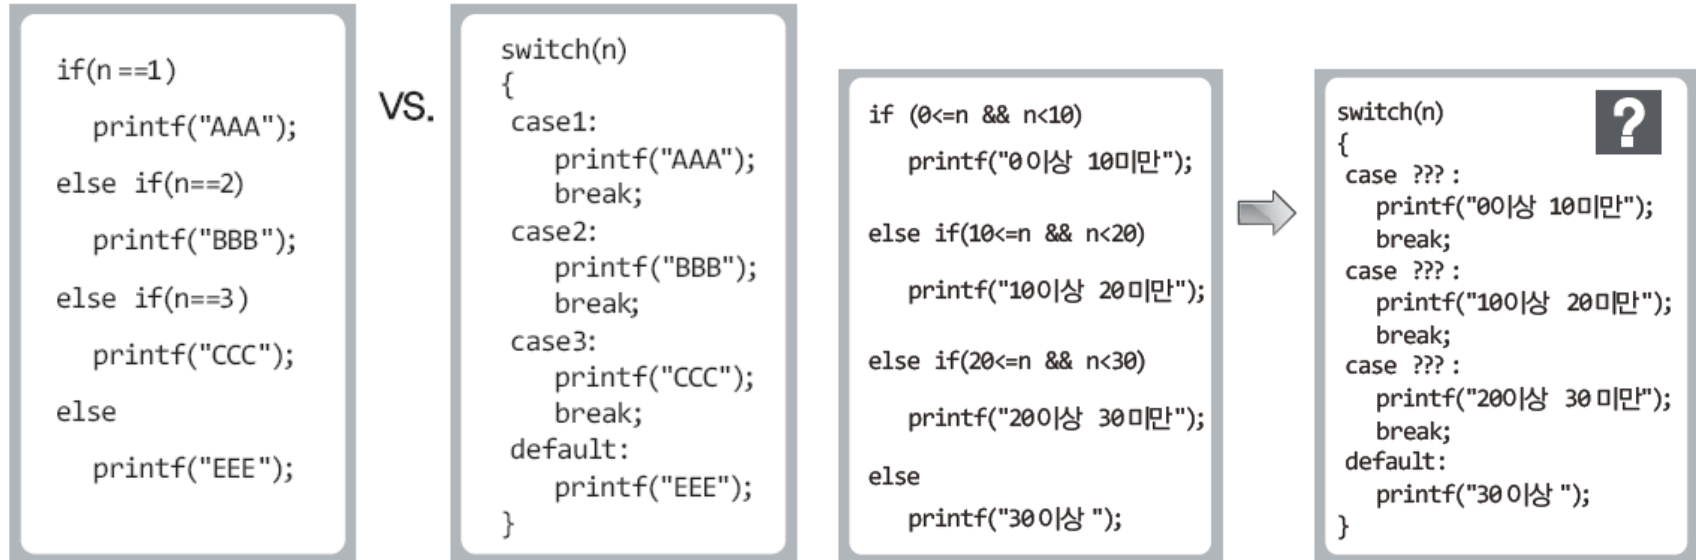 if(n==1)
printf("AAA");
else if(n==2)
printf("BBB");
else if(n==3)
printf("CCC");
else
printf("EEE");
VS.
switch(n)
{
case1:
printf("AAA");
break;
case2:
printf("BBB");
break;
case3:
printf("CCC");
break;
default:
printf("EEE");
}
if (0<=n && n<10)
printf("0이상 10미만");
else if(10<=n && n<20)
printf("10이상 20미만");
else if(20<=n && n<30)
printf("20이상 30미만");
else
printf("30이상 ");
?
switch(n)
{
case ??? :
printf("0이상 10미만");
break;
case ??? :
printf("10이상 20미만");
break;
case ??? :
printf("20이상 30미만");
break;
default:
printf("30이상 ");
}